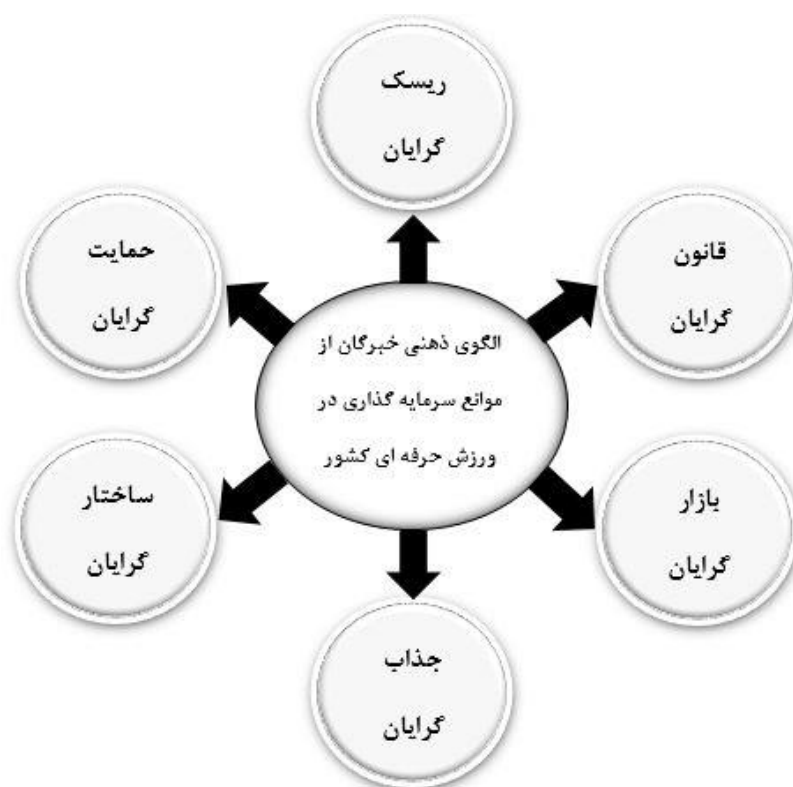 ریسک
گرایان
قانون
گرایان
حمایت
گرایان
الگوی ذهنی خبرگان از
موانع سرمایه گذاری در
ورزش حرفه ای کشور
بازار
گرایان
ساختار
گرایان
جذاب
گرایان